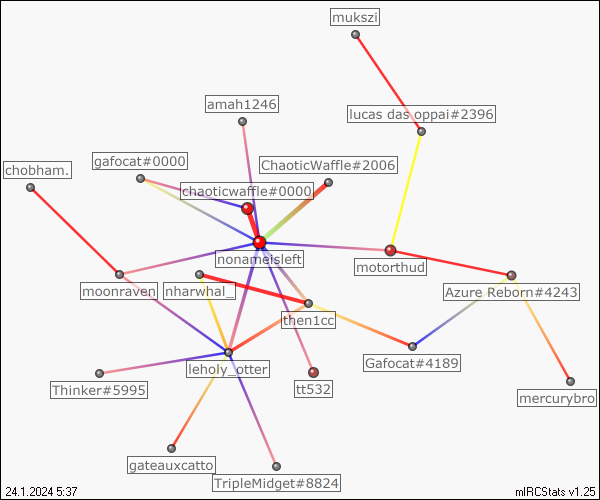 mukszi
amah1246
lucas das oppai#2396
gafocat#0000
ChaoticWaffle#2006
chobham.
chaoticwaffle#0000
nonameisleft
motorthud
moonraven
nharwhal_
Azure Reborn#4243
then1cc
leholy_otter
Gafocat#4189
Thinker#5995
tt532
mercurybro
gateauxcatto
TripleMidget#8824
24.1.2024 5:37
mIRCStats v1.25